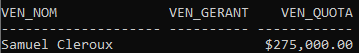 VEN_NOM              VEN_GERANT   VEN_QUOTA
-------------------- ---------- -----------
Samuel Cleroux                  $275,000.00